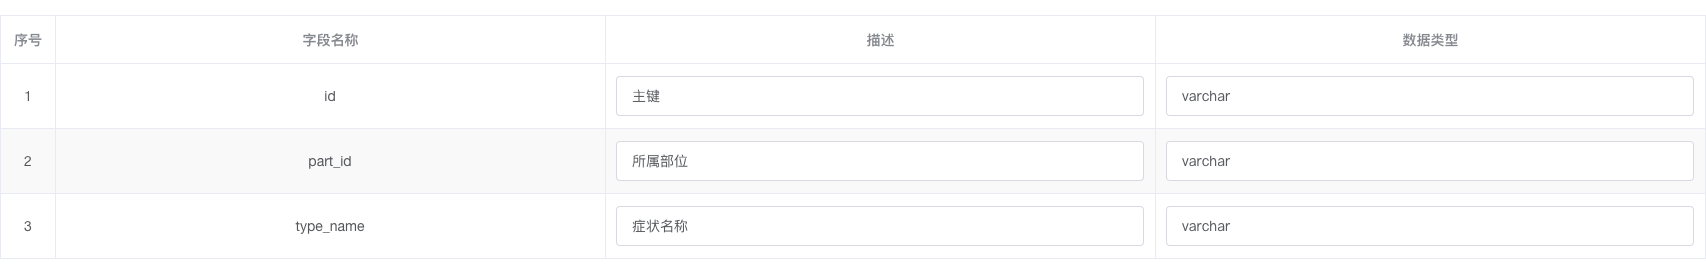 序号 字段名称 描述 数据类型
1 id 主键 varchar
2 part_id 所属部位 varchar
3 type_name 症状名称 varchar